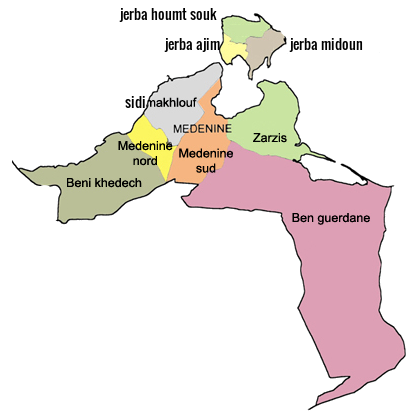 jerba houmt souk
jerba ajim
jerba midoun
sidi makhlouf
MEDENINE
Zarzis
Medenine
nord
Medenine
sud
Beni khedech
Ben guerdane